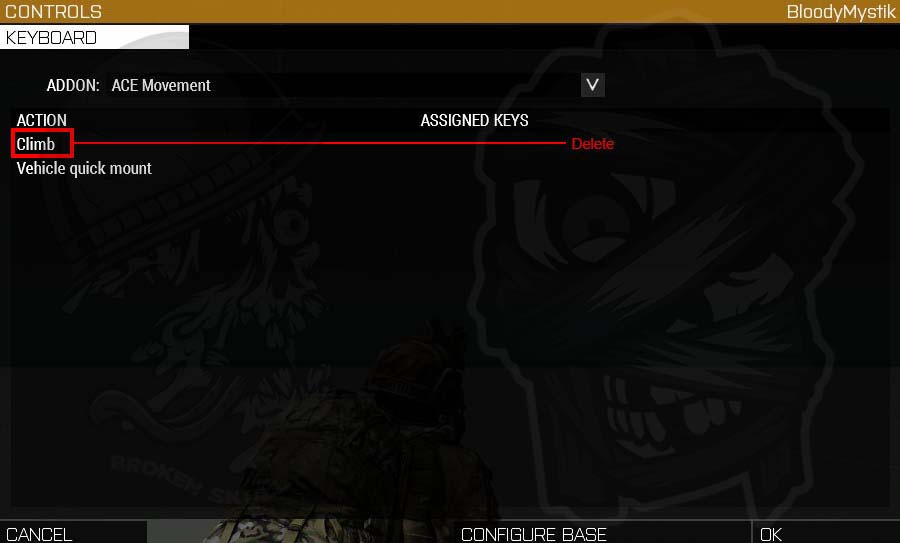 CONTROLS BloodyMystik
KEYBOARD
ADDON: ACE Movement V
ACTION ASSIGNED KEYS
Climb Delete
Vehicle quick mount
CANCEL CONFIGURE BASE OK